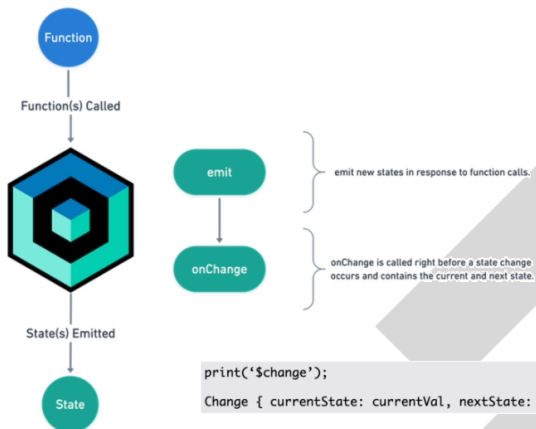 Function
Function(s) Called
emit
emit new states in response to function calls.
onChange
onChange is called right before a state change
occurs and contains the current and next state.
State(s) Emitted
State
print(‘$change’);
Change { currentState: currentVal, nextState: